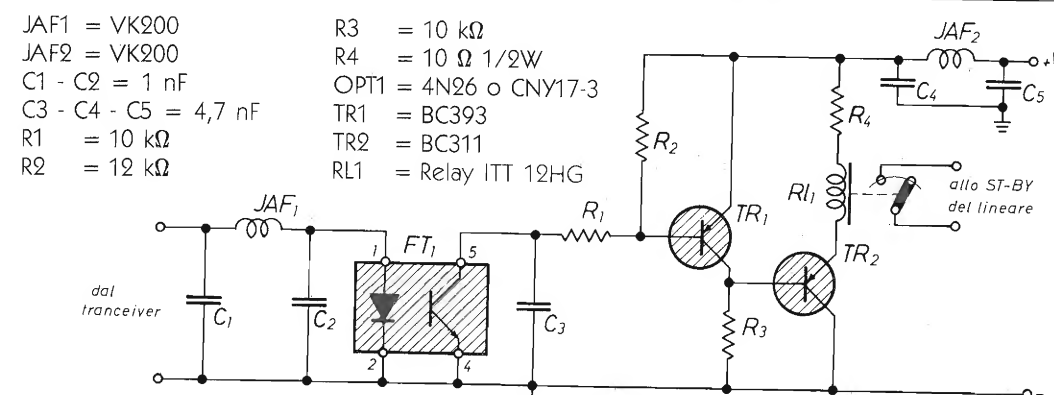 JAF1 = VK200
JAF2 = VK200
C1 - C2 = 1 nF
C3 - C4 - C5 = 4,7 nF
R1 = 10 kΩ
R2 = 12 kΩ
R3 = 10 kΩ
R4 = 10 Ω 1/2W
OPT1 = 4N26 o CNY17-3
TR1 = BC393
TR2 = BC311
RL1 = Relay ITT 12HG
JAF2
+V
C4
C5
R4
R2
Rl1
allo ST-BY
del lineare
JAF1
R1
TR1
TR2
1
FT1
5
dal
tranceiver
C1
C2
C3
R3
2
4
-